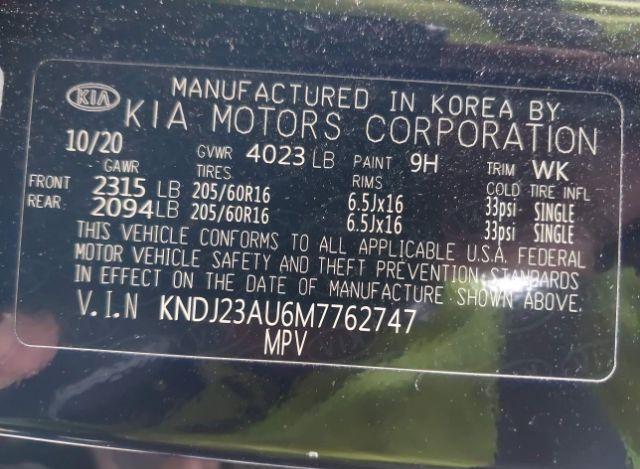 KIA MANUFACTURED IN KOREA BY
KIA MOTORS CORPORATION
10/20 GVWR 4023 LB PAINT 9H TRIM WK
GAWR TIRES RIMS COLD TIRE INFL
FRONT 2315 LB 205/60R16 6.5Jx16 33psi SINGLE
REAR: 2094 LB 205/60R16 6.5Jx16 33psi SINGLE
THIS VEHICLE CONFORMS TO ALL APPLICABLE U.S.A. FEDERAL
MOTOR VEHICLE SAFETY AND THEFT PREVENTION STANDARDS
IN EFFECT ON THE DATE OF MANUFACTURE SHOWN ABOVE.
V.I.N KNDJ23AU6M7762747
MPV